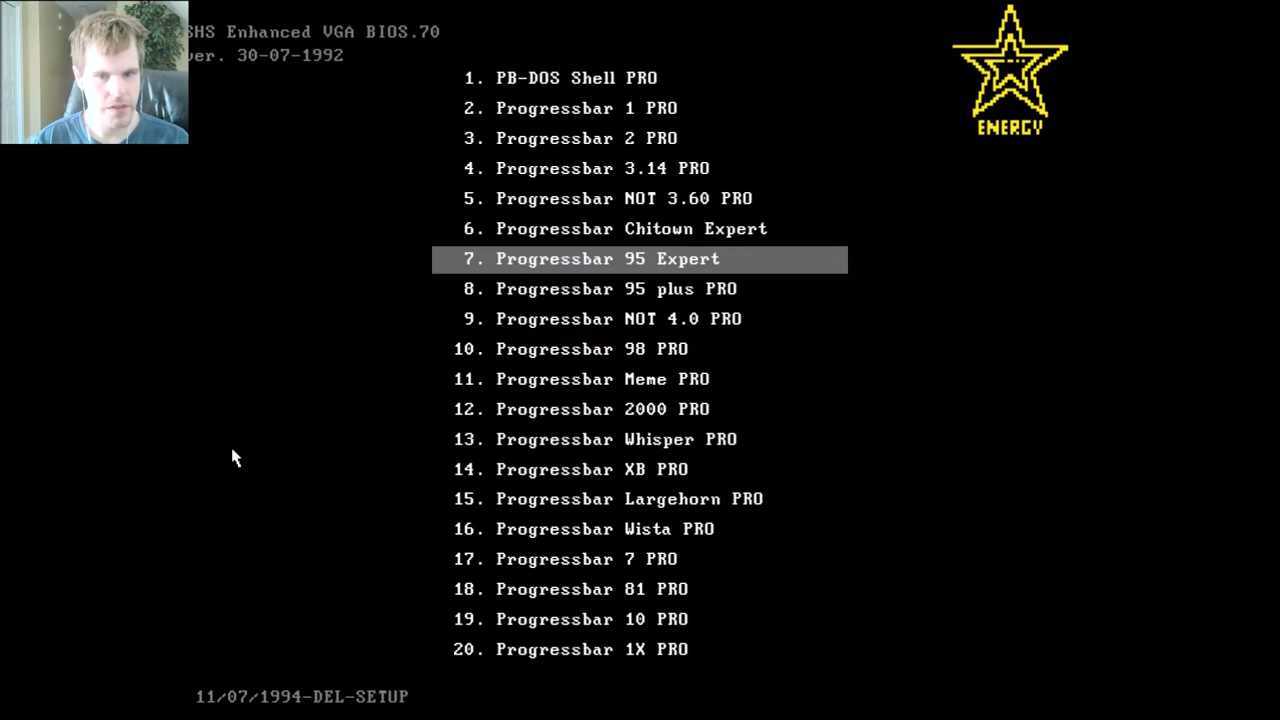 SHS Enhanced VGA BIOS.70
ver. 30-07-1992
ENERGY
1. PB-DOS Shell PRO
2. Progressbar 1 PRO
3. Progressbar 2 PRO
4. Progressbar 3.14 PRO
5. Progressbar NOT 3.60 PRO
6. Progressbar Chitown Expert
7. Progressbar 95 Expert
8. Progressbar 95 plus PRO
9. Progressbar NOT 4.0 PRO
10. Progressbar 98 PRO
11. Progressbar Meme PRO
12. Progressbar 2000 PRO
13. Progressbar Whisper PRO
14. Progressbar XB PRO
15. Progressbar Largehorn PRO
16. Progressbar Wista PRO
17. Progressbar 7 PRO
18. Progressbar 81 PRO
19. Progressbar 10 PRO
20. Progressbar 1X PRO
11/07/1994-DEL-SETUP